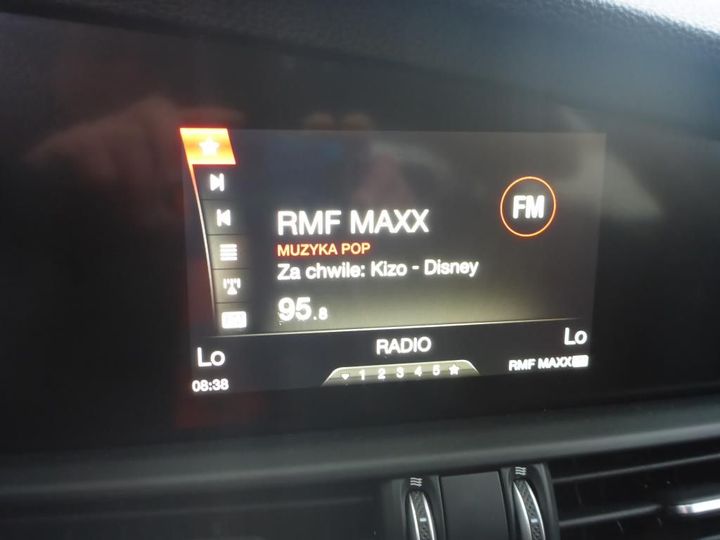 RMF MAXX
FM
MUZYKA POP
Za chwile: Kizo - Disney
95.8
Lo
RADIO
Lo
08:38
1 2 3 4 5
RMF MAXX